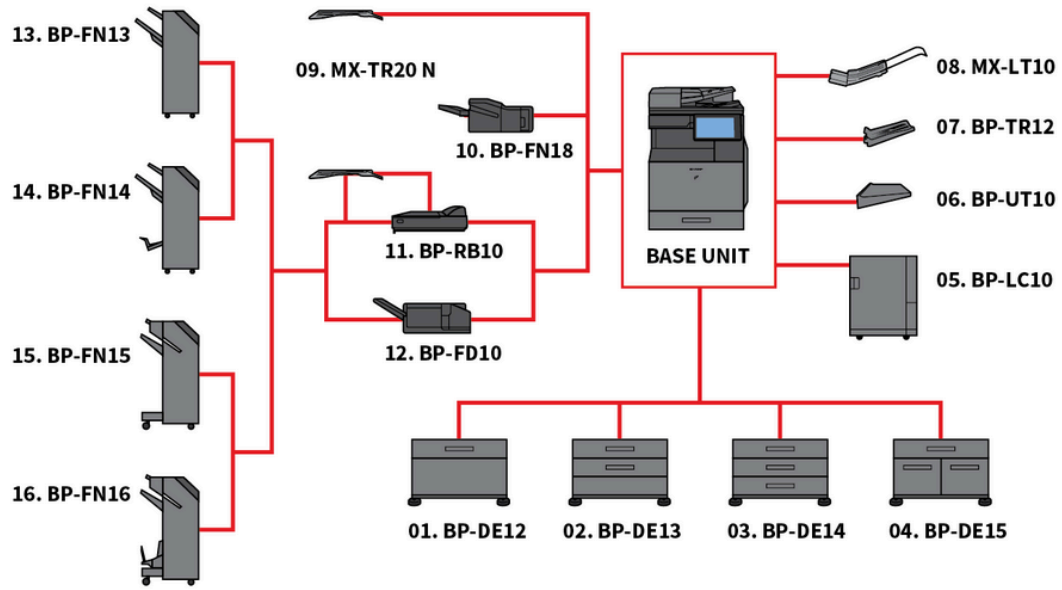 13. BP-FN13
09. MX-TR20 N
08. MX-LT10
07. BP-TR12
10. BP-FN18
14. BP-FN14
06. BP-UT10
11. BP-RB10
BASE UNIT
05. BP-LC10
15. BP-FN15
12. BP-FD10
16. BP-FN16
01. BP-DE12
02. BP-DE13
03. BP-DE14
04. BP-DE15